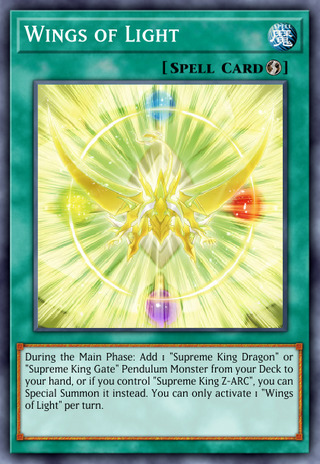 Wings of Light
[Spell Card]
During the Main Phase: Add 1 "Supreme King Dragon" or
"Supreme King Gate" Pendulum Monster from your Deck to
your hand, or if you control "Supreme King Z-ARC", you can
Special Summon it instead. You can only activate 1 "Wings
of Light" per turn.